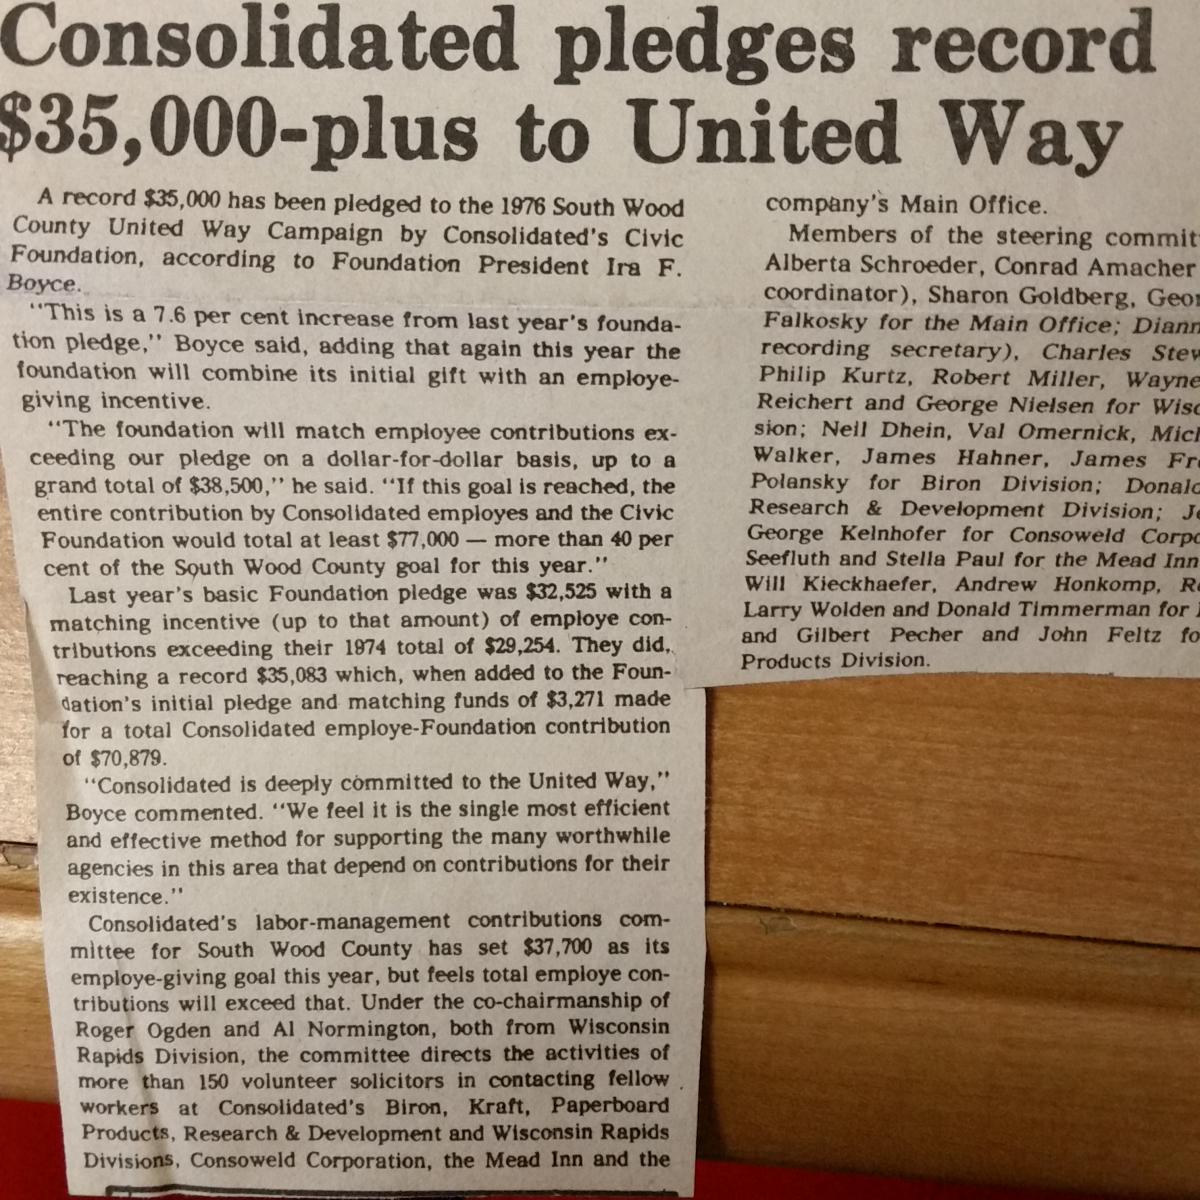 Consolidated pledges record
$35,000-plus to United Way
A record $35,000 has been pledged to the 1976 South Wood
County United Way Campaign by Consolidated's Civic
Foundation, according to Foundation President Ira F.
Boyce.
"This is a 7.6 per cent increase from last year's founda-
tion pledge," Boyce said, adding that again this year the
foundation will combine its initial gift with an employe-
giving incentive.
"The foundation will match employee contributions ex-
ceeding our pledge on a dollar-for-dollar basis, up to a
grand total of $38,500," he said. "If this goal is reached, the
entire contribution by Consolidated employes and the Civic
Foundation would total at least $77,000 — more than 40 per
cent of the South Wood County goal for this year."
Last year's basic Foundation pledge was $32,525 with a
matching incentive (up to that amount) of employe con-
tributions exceeding their 1974 total of $29,254. They did,
reaching a record $35,083 which, when added to the Foun-
dation's initial pledge and matching funds of $3,271 made
for a total Consolidated employe-Foundation contribution
of $70,879.
"Consolidated is deeply committed to the United Way,"
Boyce commented. "We feel it is the single most efficient
and effective method for supporting the many worthwhile
agencies in this area that depend on contributions for their
existence."
Consolidated's labor-management contributions com-
mittee for South Wood County has set $37,700 as its
employe-giving goal this year, but feels total employe con-
tributions will exceed that. Under the co-chairmanship of
Roger Ogden and Al Normington, both from Wisconsin
Rapids Division, the committee directs the activities of
more than 150 volunteer solicitors in contacting fellow
workers at Consolidated's Biron, Kraft, Paperboard
Products, Research & Development and Wisconsin Rapids
Divisions, Consoweld Corporation, the Mead Inn and the
company's Main Office.
Members of the steering committ
Alberta Schroeder, Conrad Amacher
coordinator), Sharon Goldberg, Geor
Falkosky for the Main Office; Diann
recording secretary), Charles Stew
Philip Kurtz, Robert Miller, Wayne
Reichert and George Nielsen for Wisc
sion; Neil Dhein, Val Omernick, Mich
Walker, James Hahner, James Fr
Polansky for Biron Division; Donald
Research & Development Division; J
George Kelnhofer for Consoweld Corpo
Seefluth and Stella Paul for the Mead Inn
Will Kieckhaefer, Andrew Honkomp, R
Larry Wolden and Donald Timmerman for
and Gilbert Pecher and John Feltz fo
Products Division.